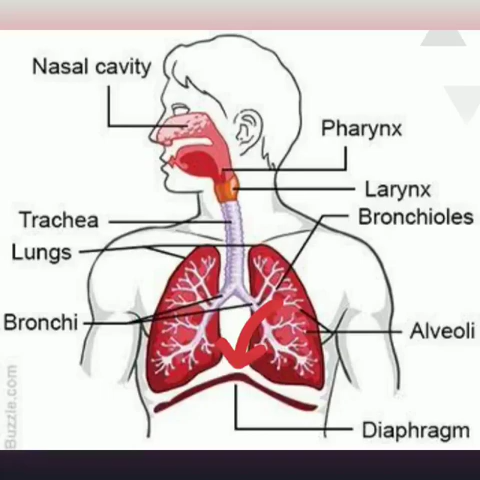 Nasal cavity
Pharynx
Larynx
Trachea
Bronchioles
Lungs
Bronchi
Alveoli
Diaphragm
Buzzle.com